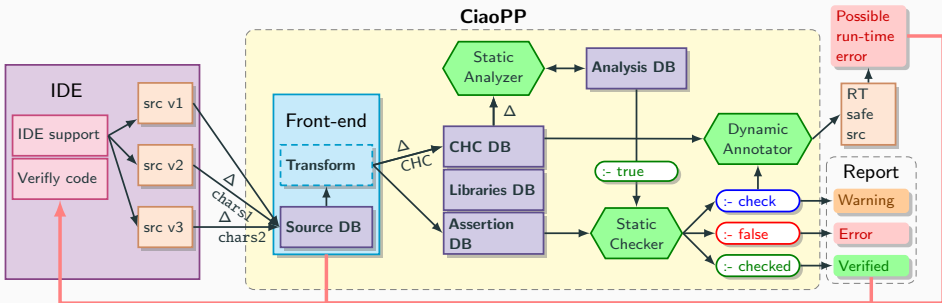 CiaoPP
IDE
IDE support
Verifly code
src v1
src v2
src v3
Δ
chars1
Δ
chars2
Front-end
Transform
Source DB
Δ
CHC
Static
Analyzer
Δ
Analysis DB
CHC DB
Libraries DB
Assertion
DB
:- true
Static
Checker
Dynamic
Annotator
:- check
:- false
:- checked
Possible
run-time
error
RT
safe
src
Report
Warning
Error
Verified